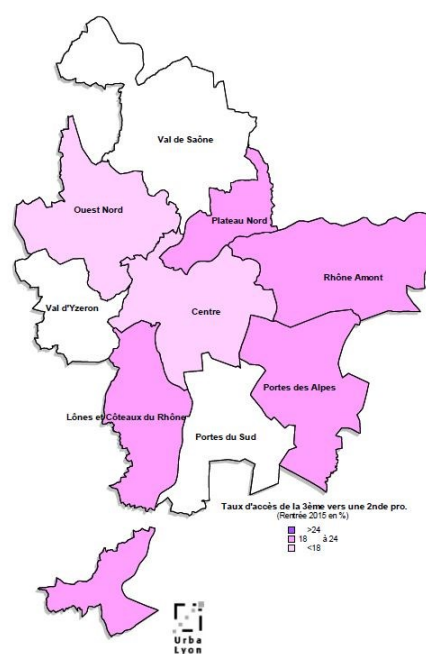 Val de Saône
Ouest Nord
Plateau Nord
Rhône Amont
Val d'Yzeron
Centre
Portes des Alpes
Lônes et Côteaux du Rhône
Portes du Sud
Taux d'accès de la 3ème vers une 2nde pro.
(Rentrée 2015 en %)
>24
18 à 24
<18
Urba
Lyon